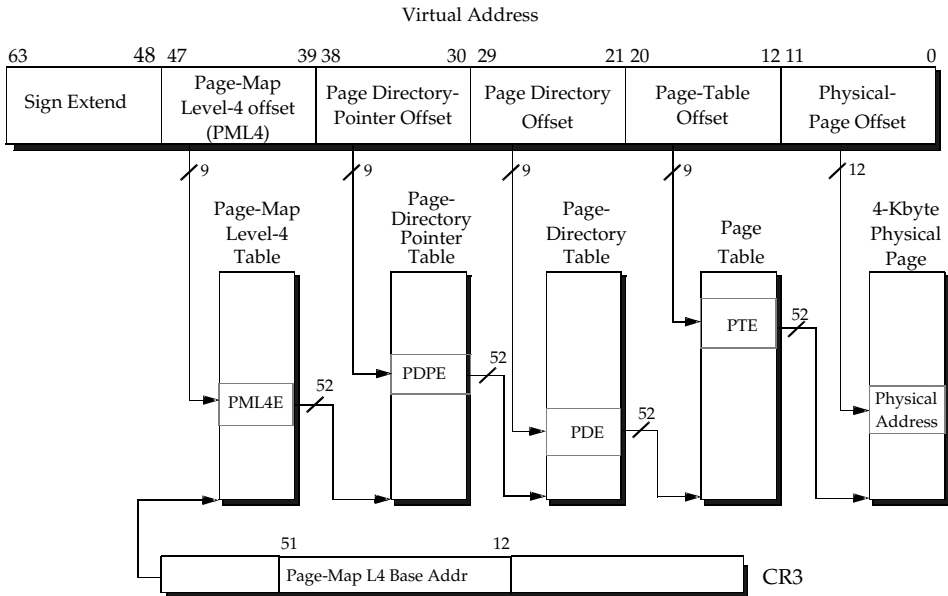 Virtual Address
63 48 47 39 38 30 29 21 20 12 11 0
Sign Extend
Page-Map
Level-4 offset
(PML4)
Page Directory-
Pointer Offset
Page Directory
Offset
Page-Table
Offset
Physical-
Page Offset
9 9 9 9 12
Page-Map
Level-4
Table
Page-
Directory
Pointer
Table
Page-
Directory
Table
Page
Table
4-Kbyte
Physical
Page
PML4E
52
PDPE
52
PDE
52
PTE
52
Physical
Address
51 12
Page-Map L4 Base Addr
CR3